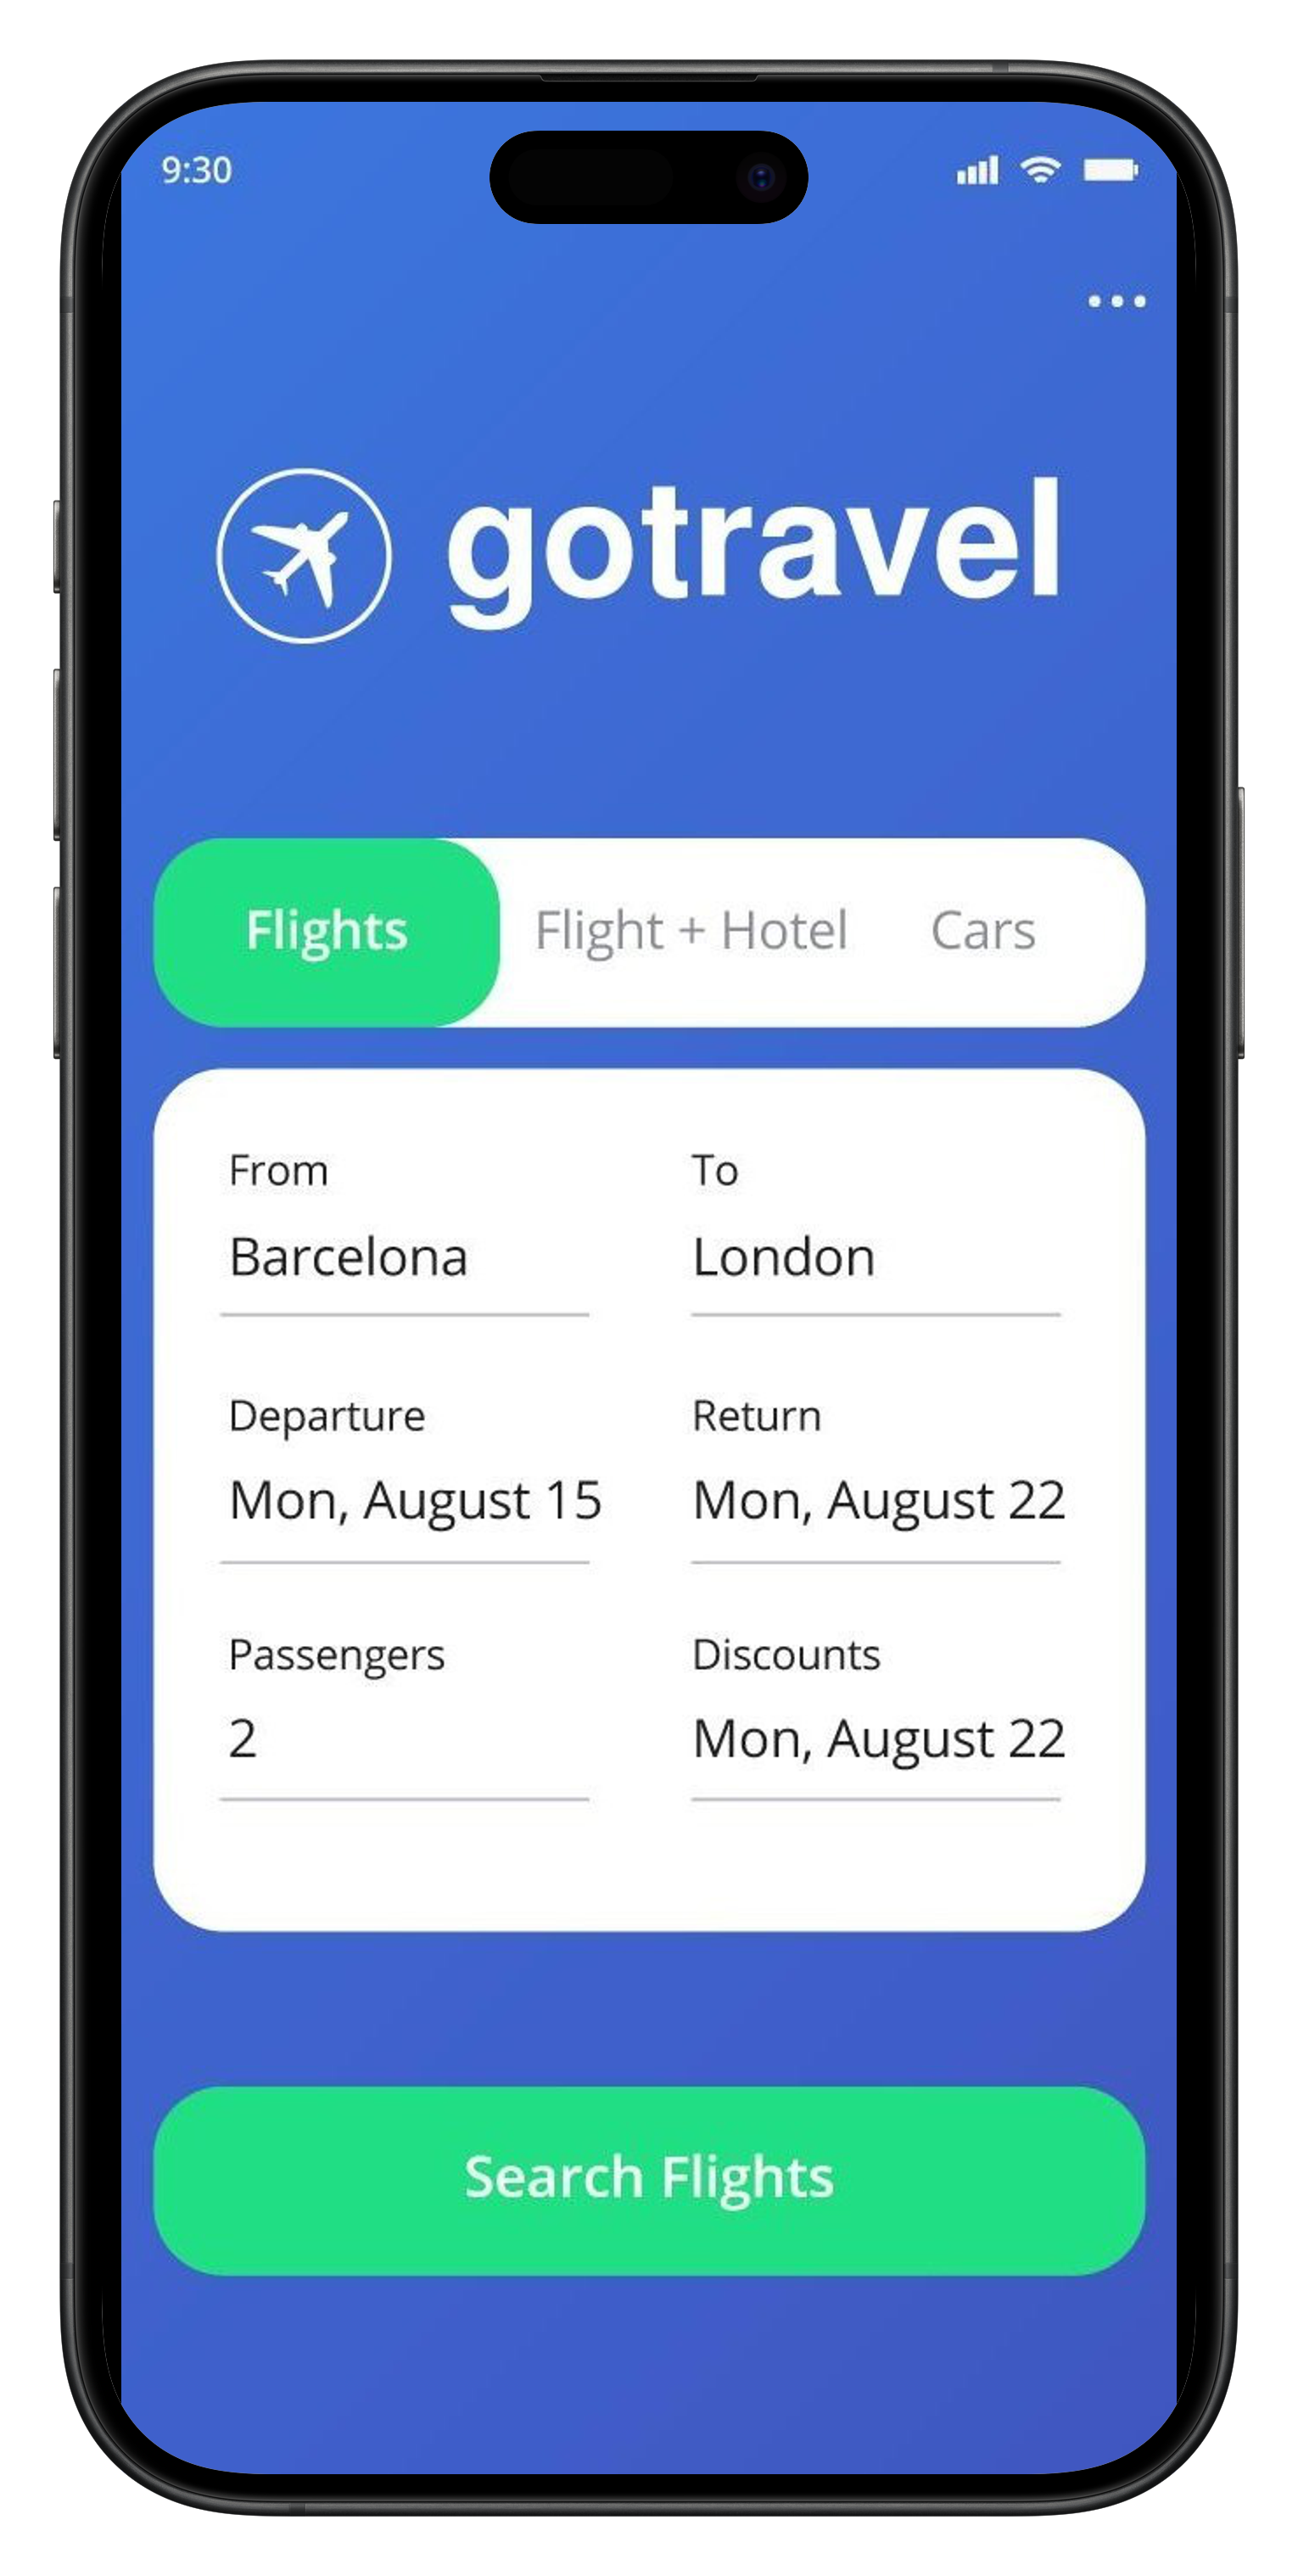 9:30
gotravel
Flights Flight + Hotel Cars
From To
Barcelona London
Departure Return
Mon, August 15 Mon, August 22
Passengers Discounts
2 Mon, August 22
Search Flights